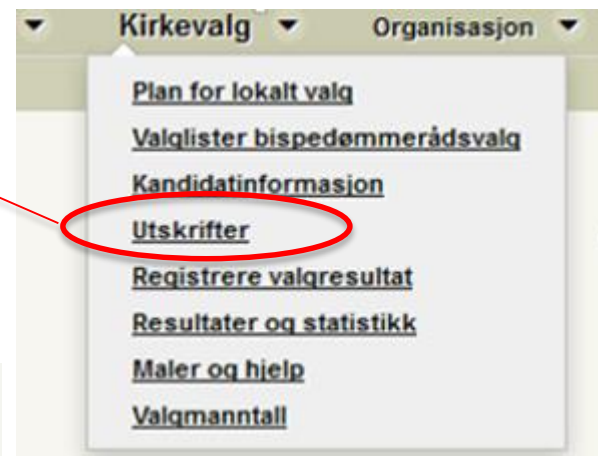 Kirkevalg Organisasjon
Plan for lokalt valg
Valglister bispedømmerådsvalg
Kandidatinformasjon
Utskrifter
Registrere valgresultat
Resultater og statistikk
Maler og hjelp
Valgmanntall